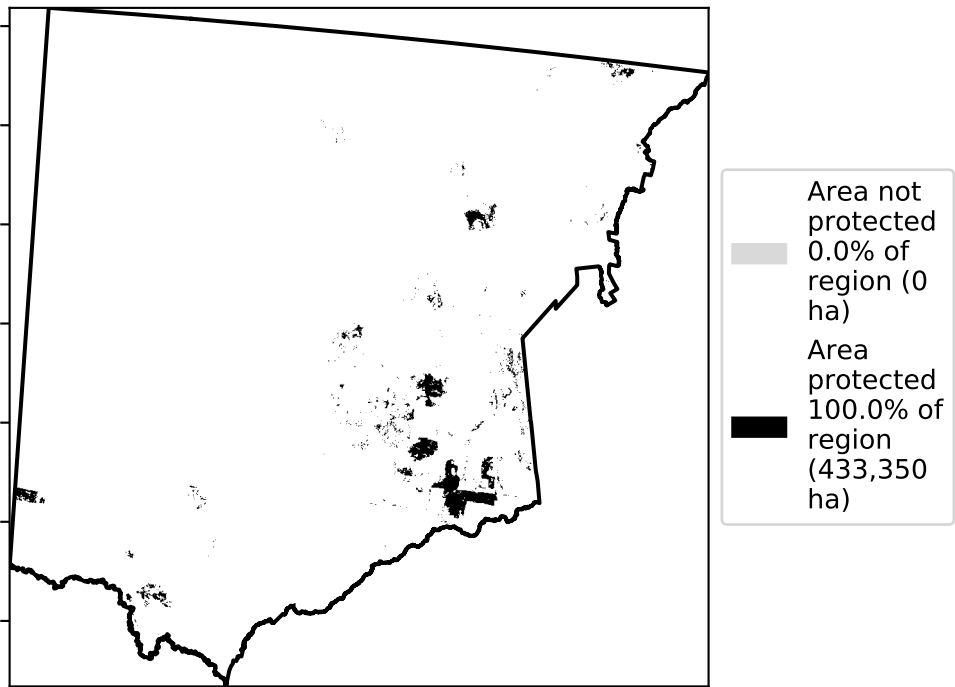 Area not
protected
0.0% of
region (0
ha)
Area
protected
100.0% of
region
(433,350
ha)